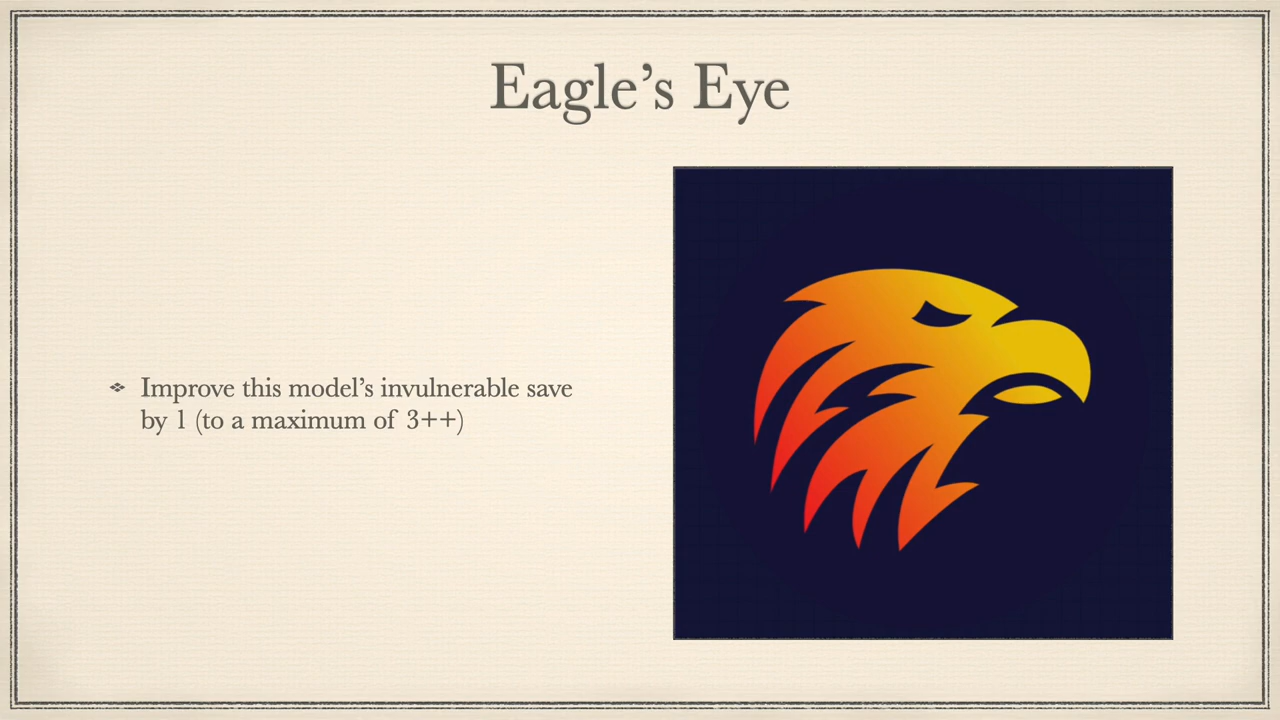 Eagle’s Eye
Improve this model’s invulnerable save
by 1 (to a maximum of 3++)